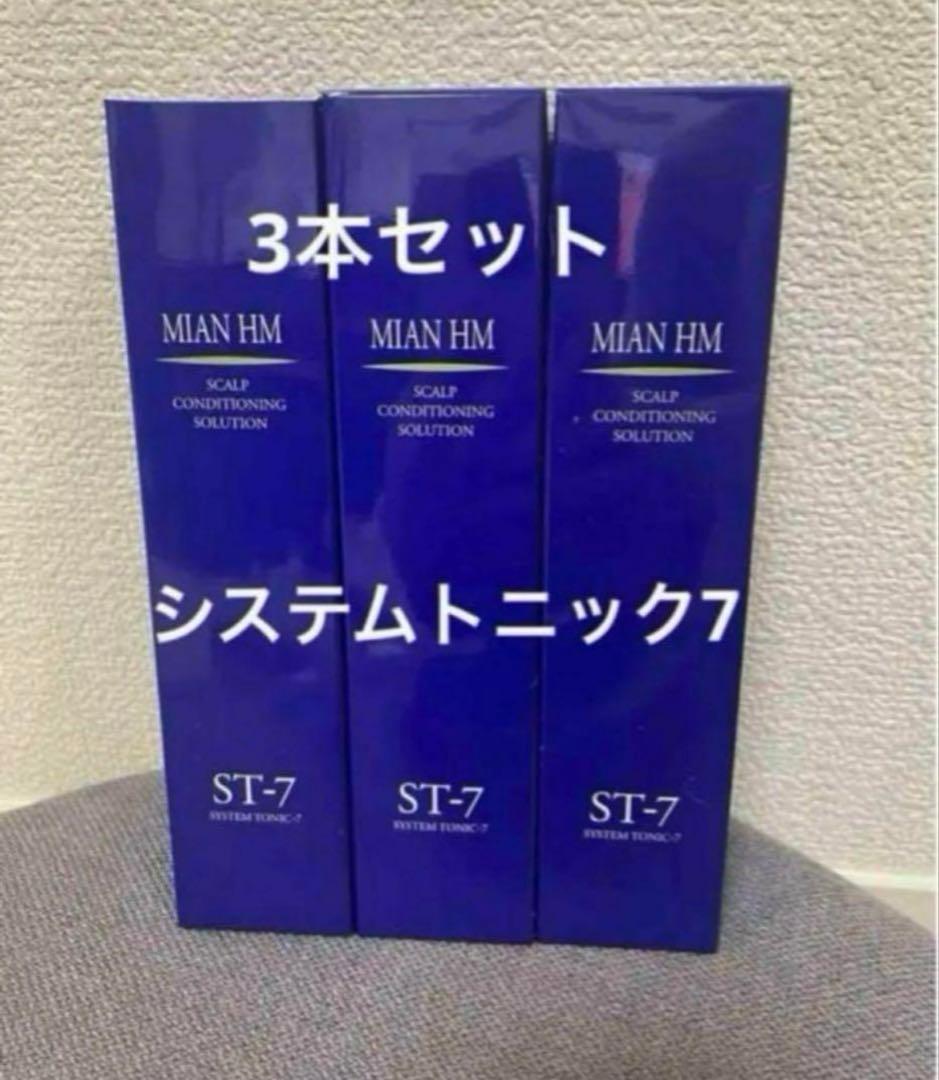 3本セット
MIAN HM
SCALP
CONDITIONING
SOLUTION
MIAN HM
SCALP
CONDITIONING
SOLUTION
MIAN HM
SCALP
CONDITIONING
SOLUTION
システムトニック7
ST-7
SYSTEM TONIC-7
ST-7
SYSTEM TONIC-7
ST-7
SYSTEM TONIC-7